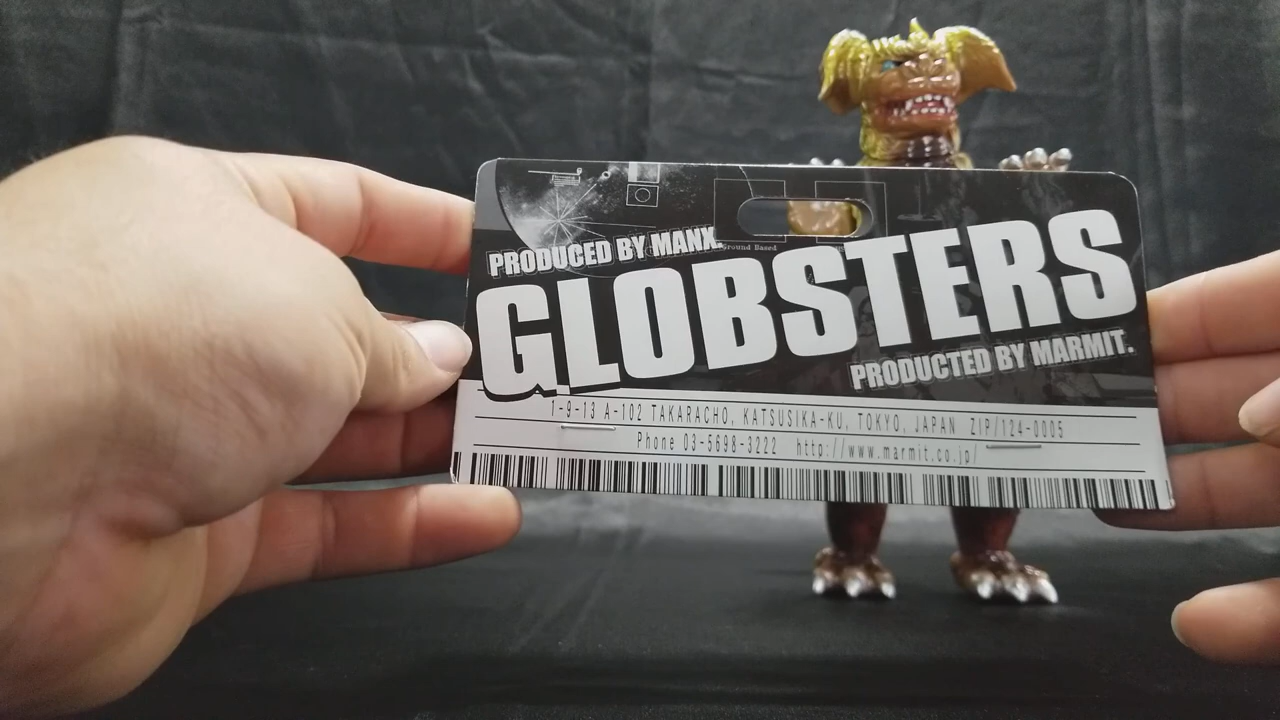 Ground Based
PRODUCED BY MANX.
GLOBSTERS
PRODUCTED BY MARMIT.
1-9-13 A-102 TAKARACHO, KATSUSIKA-KU, TOKYO, JAPAN ZIP/124-0005
Phone 03-5698-3222 http://www.marmit.co.jp/